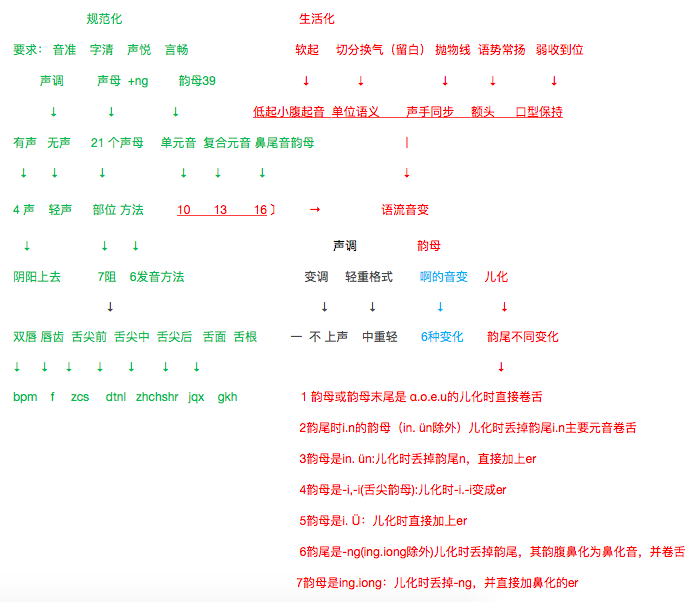 规范化 生活化
要求： 音准 字清 声悦 言畅 软起 切分换气（留白） 抛物线 语势常扬 弱收到位
声调 声母 +ng 韵母39 ↓ ↓ ↓ ↓ ↓
↓ ↓ ↓ 低起小腹起音 单位语义 声手同步 额头 口型保持
有声 无声 21 个声母 单元音 复合元音 鼻尾音韵母 |
↓ ↓ ↓ ↓ ↓ ↓ ↓
4 声 轻声 部位 方法 10 13 16 〕 → 语流音变
↓ ↓ ↓ 声调 韵母
阴阳上去 7阻 6发音方法 变调 轻重格式 啊的音变 儿化
↓ ↓ ↓ ↓ ↓
双唇 唇齿 舌尖前 舌尖中 舌尖后 舌面 舌根 一 不 上声 中重轻 6种变化 韵尾不同变化
↓ ↓ ↓ ↓ ↓ ↓ ↓ ↓
bpm f zcs dtnl zhchshr jqx gkh 1 韵母或韵母末尾是 ɑ.o.e.u的儿化时直接卷舌
2韵尾时i.n的韵母（in. ün除外）儿化时丢掉韵尾i.n主要元音卷舌
3韵母是in. ün:儿化时丢掉韵尾n，直接加上er
4韵母是-i,-i(舌尖韵母):儿化时-i.-i变成er
5韵母是i. Ü：儿化时直接加上er
6韵尾是-ng(ing.iong除外)儿化时丢掉韵尾，其韵腹鼻化为鼻化音，并卷舌
7韵母是ing.iong：儿化时丢掉-ng，并直接加鼻化的er